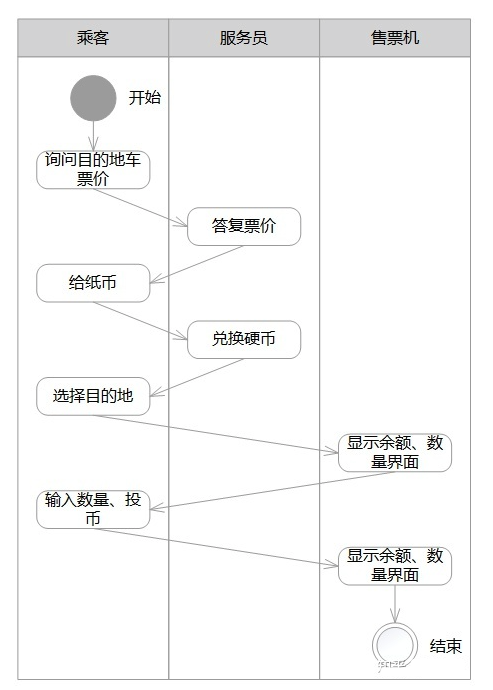 乘客
服务员
售票机
开始
询问目的地车
票价
答复票价
给纸币
兑换硬币
选择目的地
显示余额、数
量界面
输入数量、投
币
显示余额、数
量界面
结束